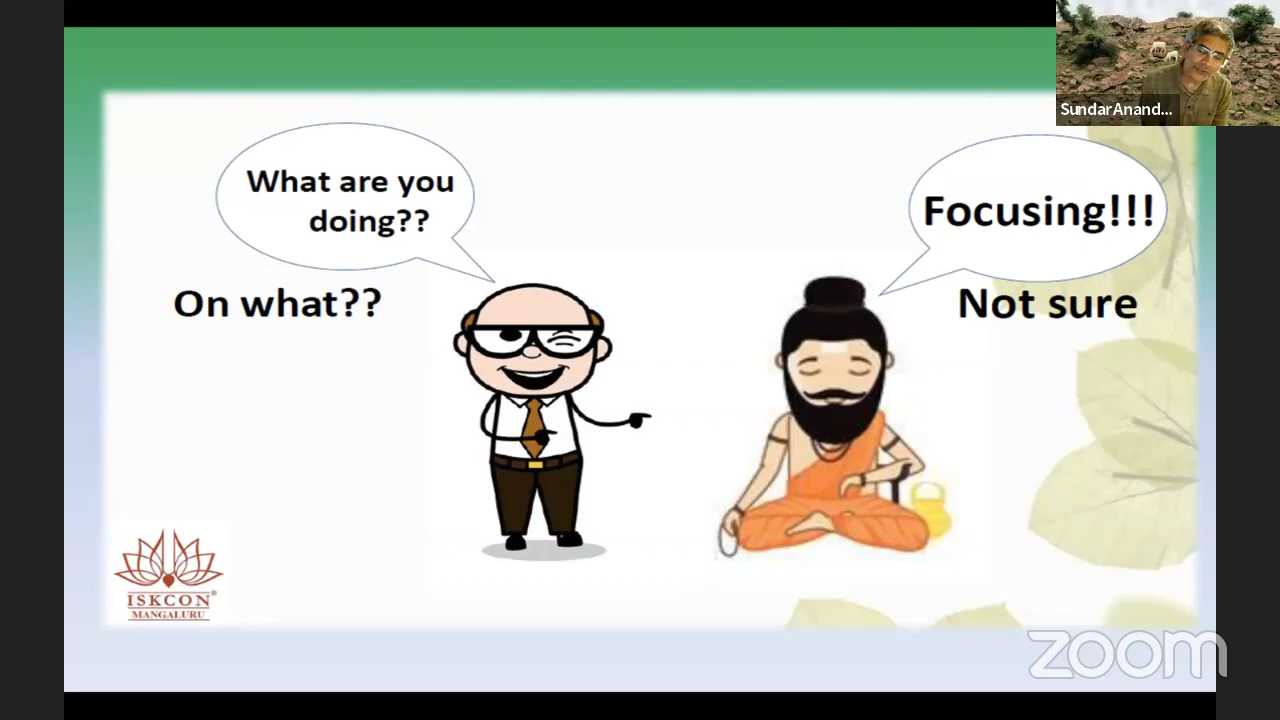 SundarAnand...
What are you
doing??
Focusing!!!
On what??
Not sure
ISKCON®
MANGALURU
zoom